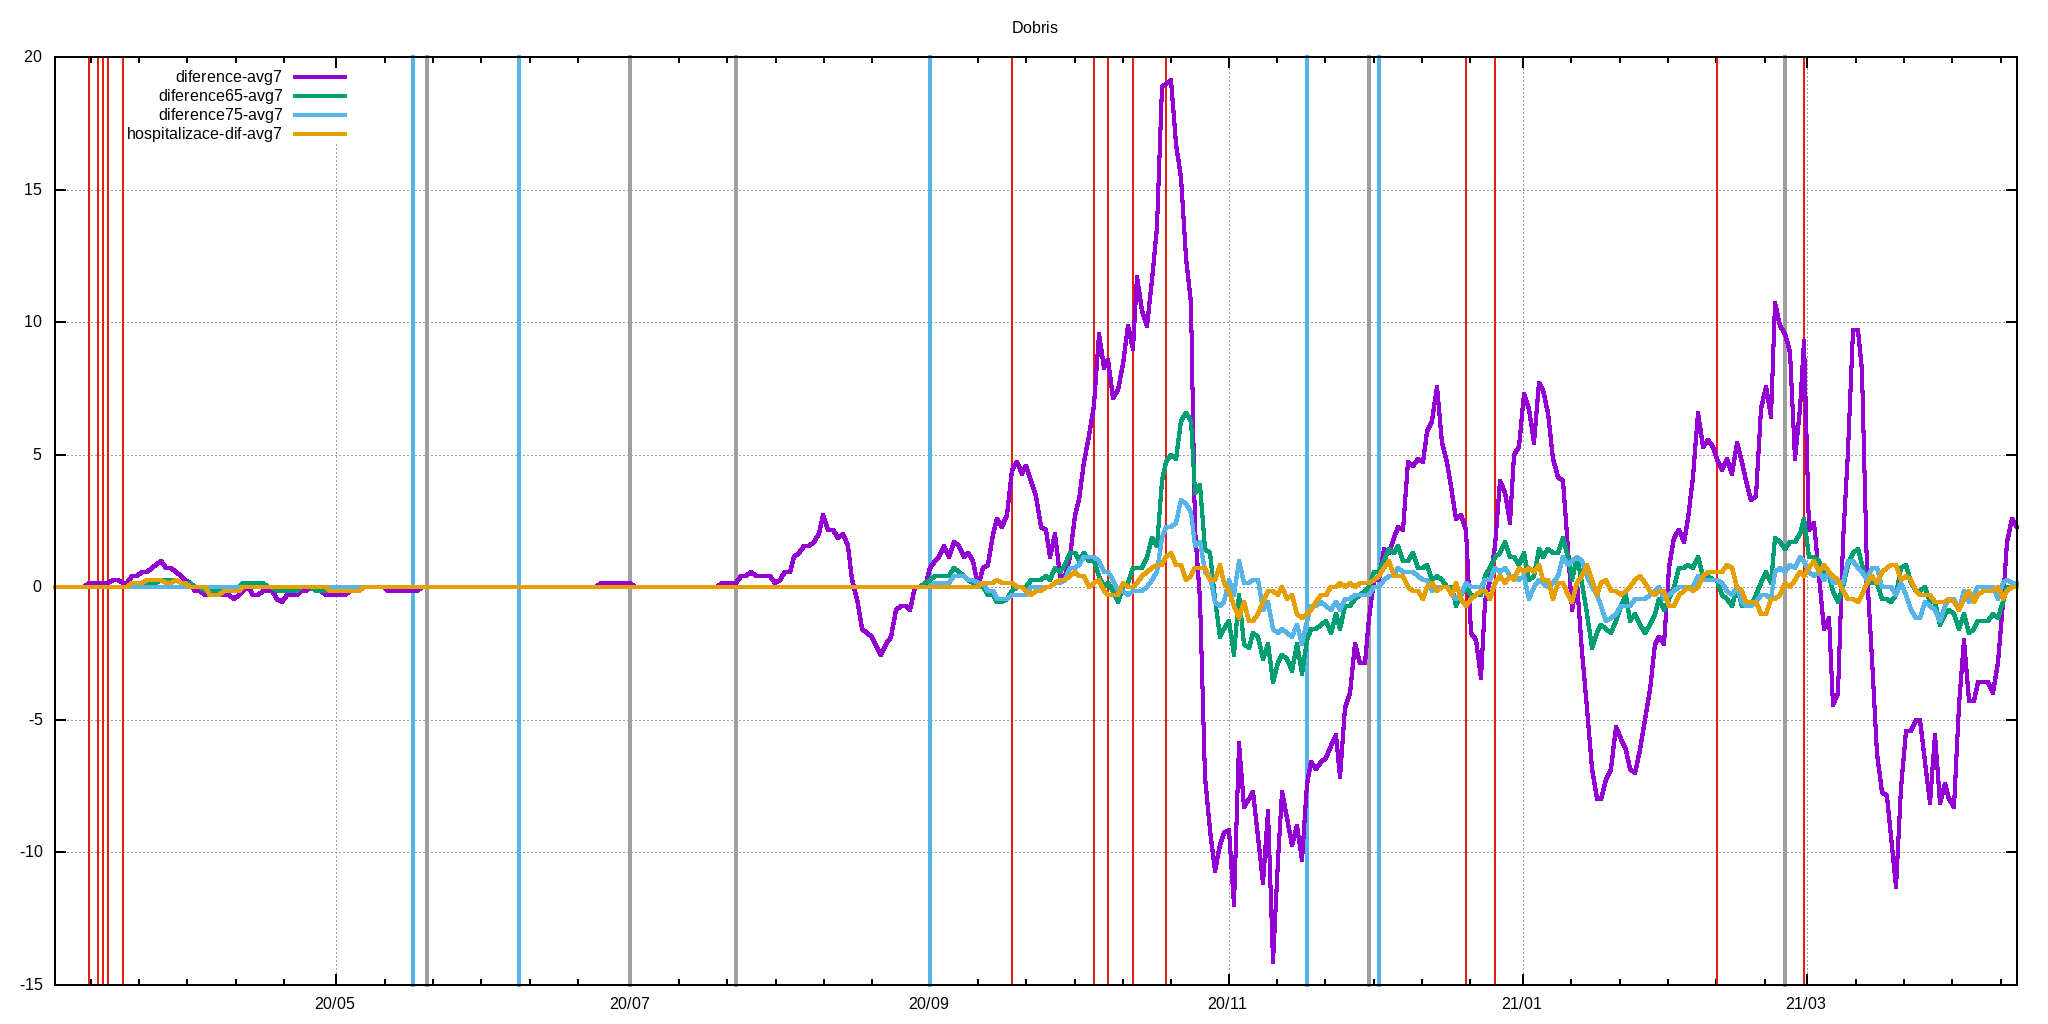 Dobris
diference-avg7
diference65-avg7
diference75-avg7
hospitalizace-dif-avg7
20
15
10
5
0
-5
-10
-15
20/05 20/07 20/09 20/11 21/01 21/03